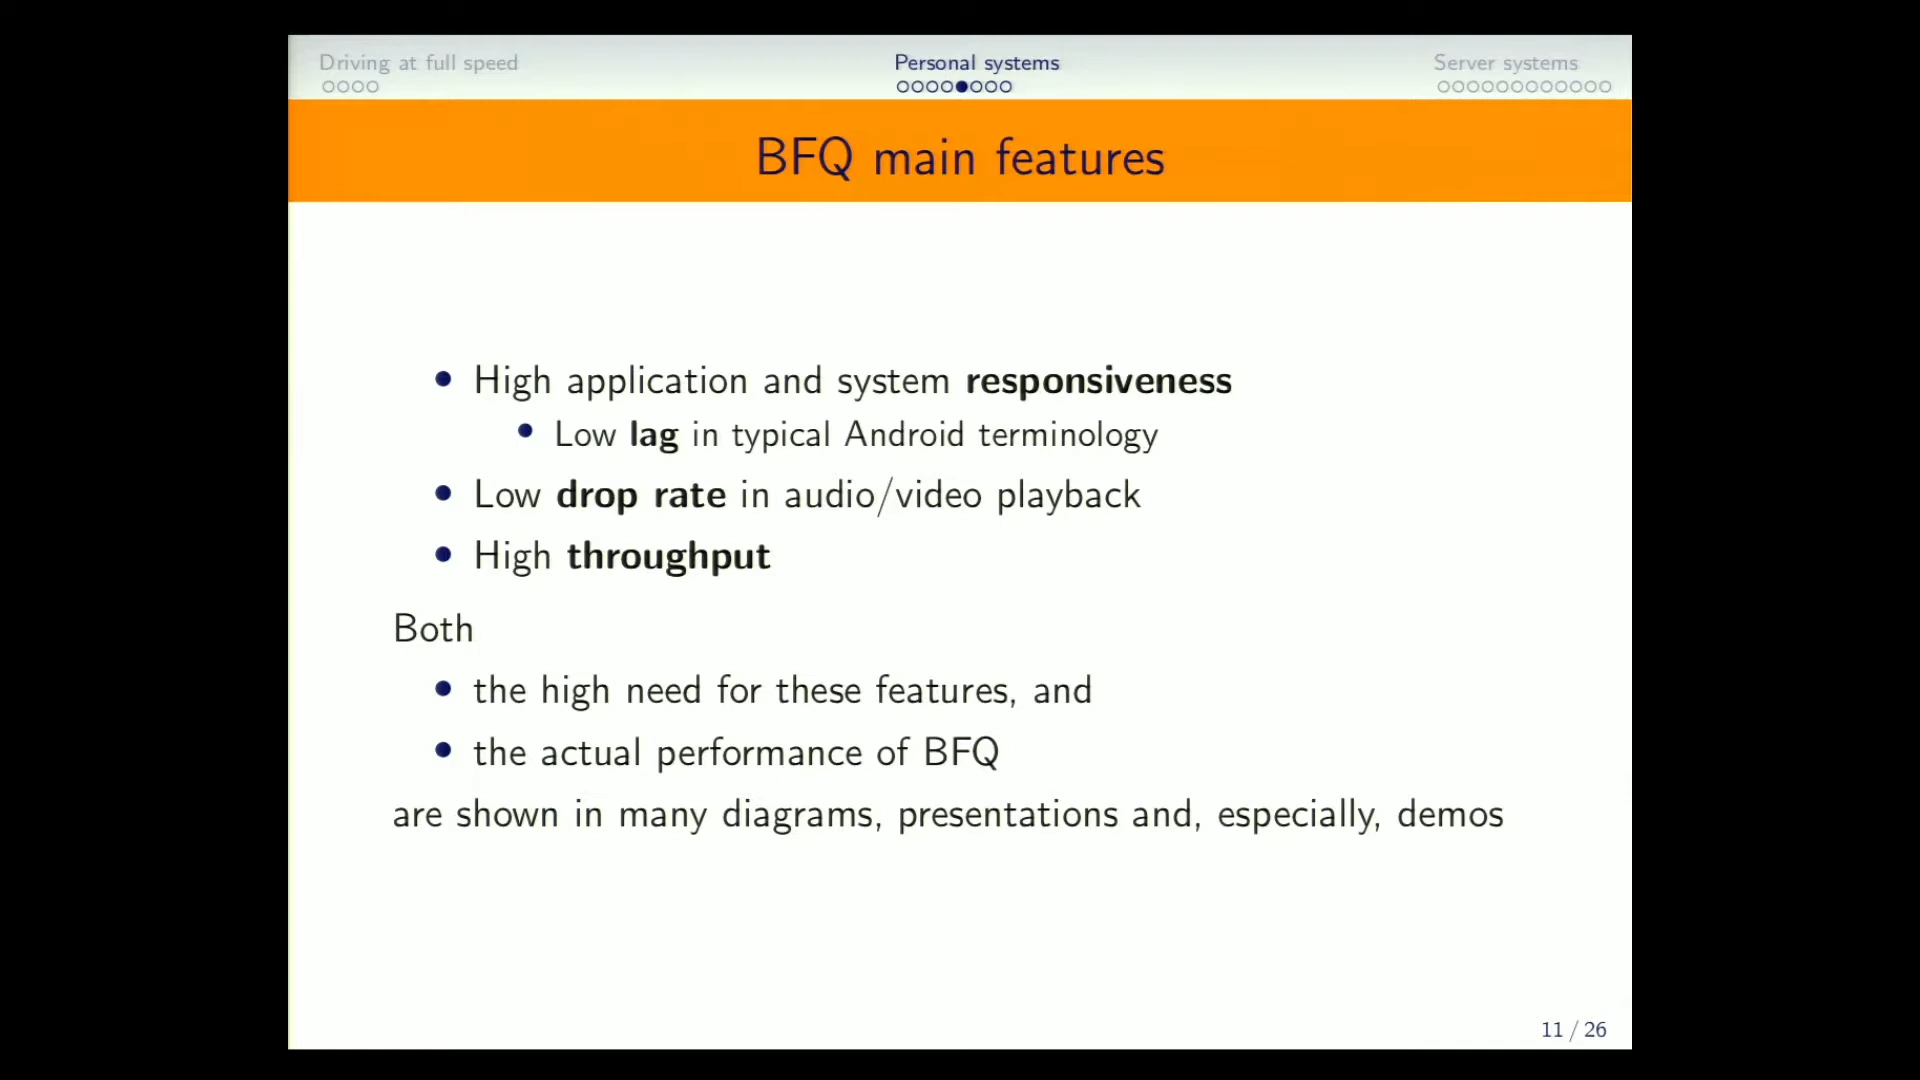 Driving at full speed
Personal systems
Server systems
BFQ main features
High application and system responsiveness
Low lag in typical Android terminology
Low drop rate in audio/video playback
High throughput
Both
the high need for these features, and
the actual performance of BFQ
are shown in many diagrams, presentations and, especially, demos
11 / 26